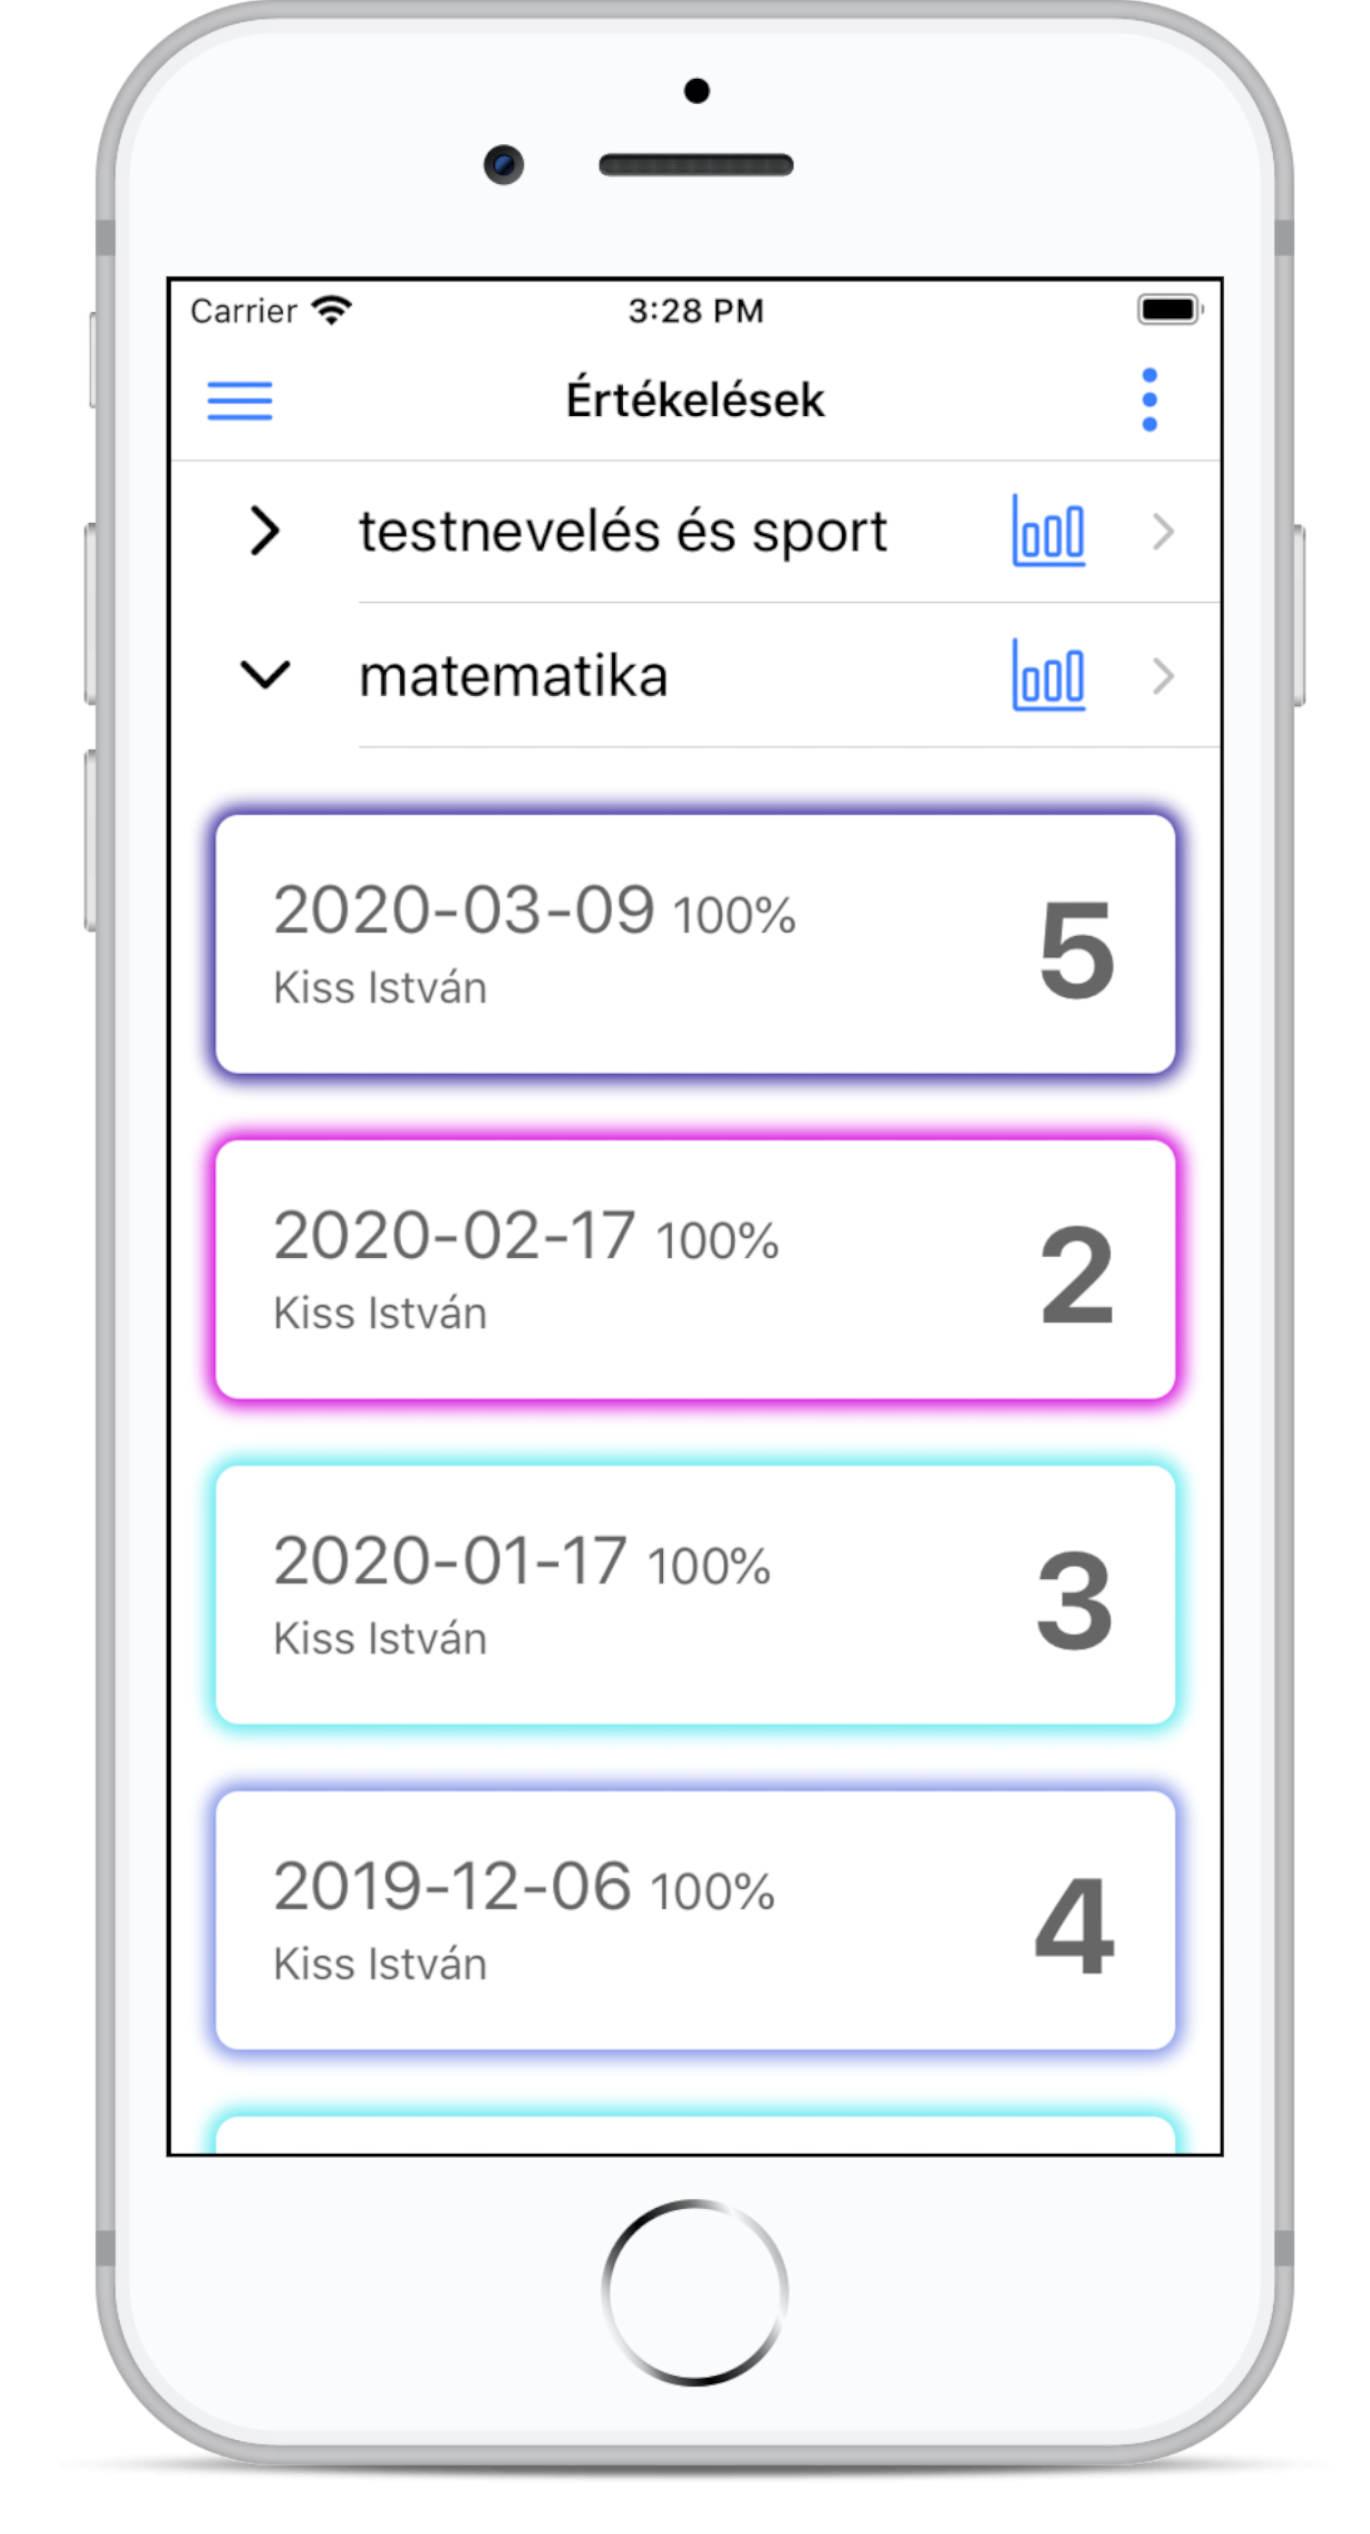 Carrier 3:28 PM
Értékelések
testnevelés és sport
matematika
2020-03-09 100%
Kiss István
5
2020-02-17 100%
Kiss István
2
2020-01-17 100%
Kiss István
3
2019-12-06 100%
Kiss István
4